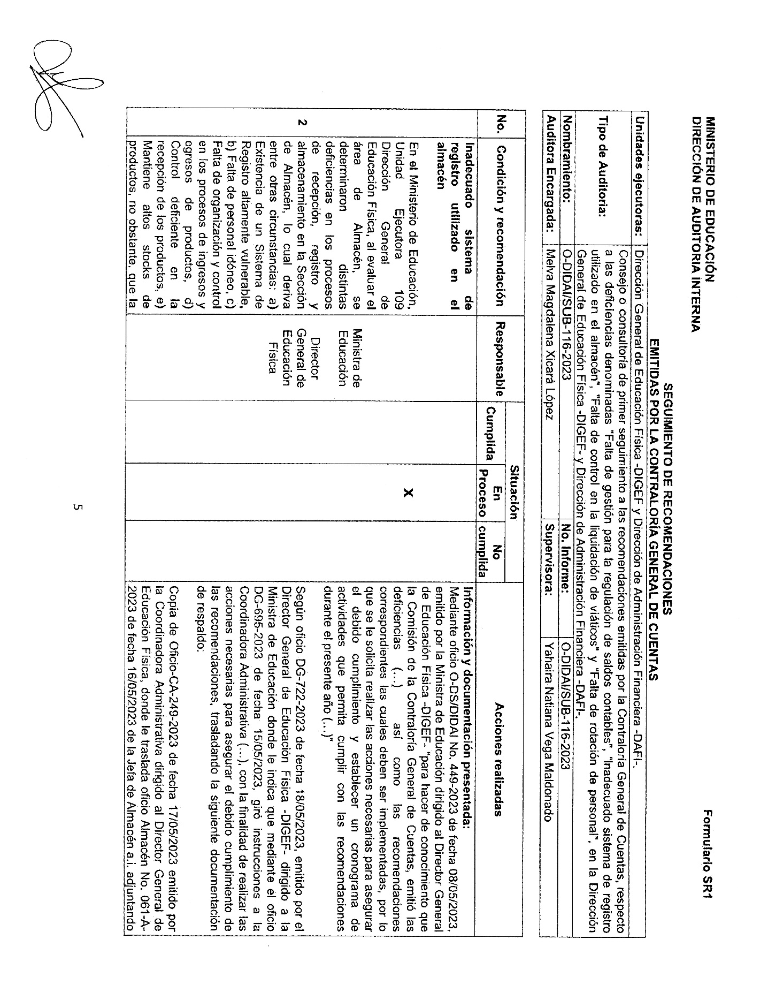 MINISTERIO DE EDUCACIÓN
DIRECCIÓN DE AUDITORIA INTERNA
Formulario SR1
SEGUIMIENTO DE RECOMENDACIONES
EMITIDAS POR LA CONTRALORÍA GENERAL DE CUENTAS
Unidades ejecutoras: Dirección General de Educación Física -DIGEF y Dirección de Administración Financiera -DAFI-.
Tipo de Auditoria:
Consejo o consultoría de primer seguimiento a las recomendaciones emitidas por la Contraloría General de Cuentas, respecto
a las deficiencias denominadas "Falta de gestión para la regulación de saldos contables", "Inadecuado sistema de registro
utilizado en el almacén", "Falta de control en la liquidación de viáticos" y "Falta de rotación de personal", en la Dirección
General de Educación Física -DIGEF- y Dirección de Administración Financiera -DAFI-.
Nombramiento: O-DIDAI/SUB-116-2023 No. Informe: O-DIDAI/SUB-116-2023
Auditora Encargada: Melva Magdalena Xicará López Supervisora: Yahaira Natiana Vega Maldonado
No.
Condición y recomendación
Responsable
Situación
Cumplida
En
Proceso
No
cumplida
Acciones realizadas
2
Inadecuado sistema de
registro utilizado en el
almacén
En el Ministerio de Educación,
Unidad Ejecutora 109
Dirección General de
Educación Física, al evaluar el
área de Almacén, se
determinaron distintas
deficiencias en los procesos
de recepción, registro y
almacenamiento en la Sección
de Almacén, lo cual deriva
entre otras circunstancias: a)
Existencia de un Sistema de
Registro altamente vulnerable,
b) Falta de personal idóneo, c)
Falta de organización y control
en los procesos de ingresos y
egresos de productos, d)
Control deficiente en la
recepción de los productos, e)
Mantiene altos stocks de
productos, no obstante, que la
Ministra de
Educación
Director
General de
Educación
Física
X
Información y documentación presentada:
Mediante oficio O-DS/DIDAI No. 449-2023 de fecha 08/05/2023,
emitido por la Ministra de Educación dirigido al Director General
de Educación Física -DIGEF- "para hacer de conocimiento que
la Comisión de la Contraloría General de Cuentas, emitió las
deficiencias (...) así como las recomendaciones
correspondientes las cuales deben ser implementadas, por lo
que se le solicita realizar las acciones necesarias para asegurar
el debido cumplimiento y establecer un cronograma de
actividades que permita cumplir con las recomendaciones
durante el presente año (...)"
Según oficio DG-722-2023 de fecha 18/05/2023, emitido por el
Director General de Educación Física -DIGEF- dirigido a la
Ministra de Educación donde le indica que mediante el oficio
DG-695-2023 de fecha 15/05/2023, giró instrucciones a la
Coordinadora Administrativa (...), con la finalidad de realizar las
acciones necesarias para asegurar el debido cumplimiento de
las recomendaciones, trasladando la siguiente documentación
de respaldo:
Copia de Oficio-CA-249-2023 de fecha 17/05/2023 emitido por
la Coordinadora Administrativa dirigido al Director General de
Educación Física, donde le traslada oficio Almacén No. 061-A-
2023 de fecha 16/05/2023 de la Jefa de Almacén a.i. adjuntando
5